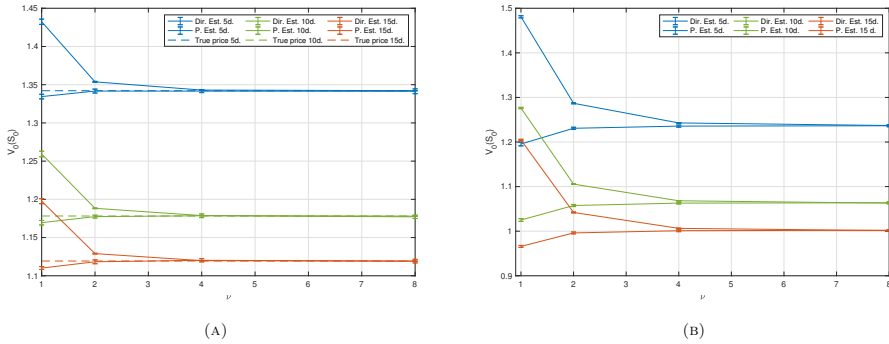 1.45
1.4
1.35
1.3
1.25
1.2
1.15
1.1
V0(S0)
Dir. Est. 5d. Dir. Est. 10d. Dir. Est. 15d.
P. Est. 5d. P. Est. 10d. P. Est. 15d.
True price 5d. True price 10d. True price 15d.
1 2 3 4 5 6 7 8
ν
(A)
1.5
1.4
1.3
1.2
1.1
1
0.9
V0(S0)
Dir. Est. 5d. Dir. Est. 10d. Dir. Est. 15d.
P. Est. 5d. P. Est. 10d. P. Est. 15 d.
1 2 3 4 5 6 7 8
ν
(B)